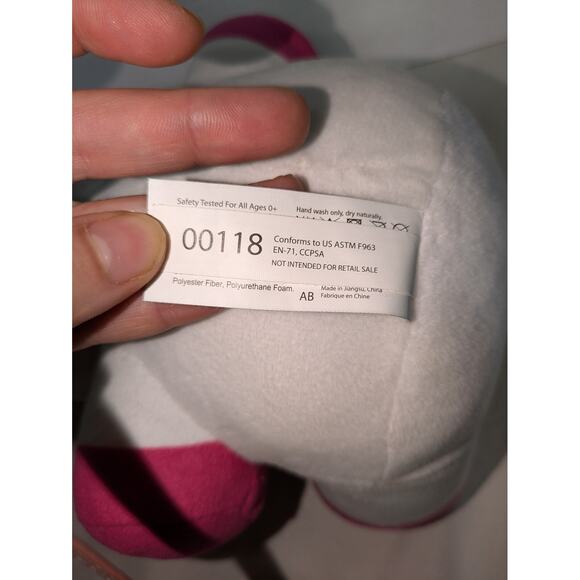 Safety Tested For All Ages 0+
Hand wash only, dry naturally.
00118
Conforms to US ASTM F963
EN-71, CCPSA
NOT INTENDED FOR RETAIL SALE
Polyester Fiber, Polyurethane Foam.
AB
Made in Jiangsu, China
Fabrique en Chine